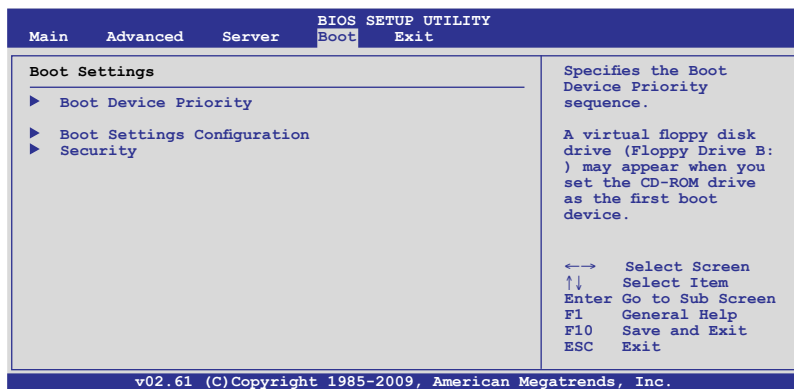 BIOS SETUP UTILITY
Main Advanced Server Boot Exit
Boot Settings
Boot Device Priority
Boot Settings Configuration
Security
Specifies the Boot
Device Priority
sequence.
A virtual floppy disk
drive (Floppy Drive B:
) may appear when you
set the CD-ROM drive
as the first boot
device.
←→ Select Screen
↑↓ Select Item
Enter Go to Sub Screen
F1 General Help
F10 Save and Exit
ESC Exit
v02.61 (C)Copyright 1985-2009, American Megatrends, Inc.